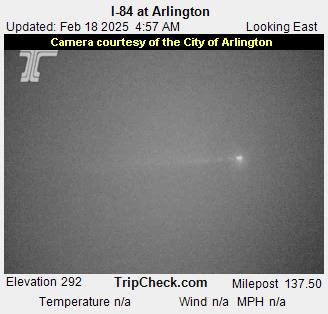 I-84 at Arlington
Updated: Feb 18 2025 4:57 AM Looking East
Camera courtesy of the City of Arlington
Elevation 292 TripCheck.com Milepost 137.50
Temperature n/a Wind n/a MPH n/a